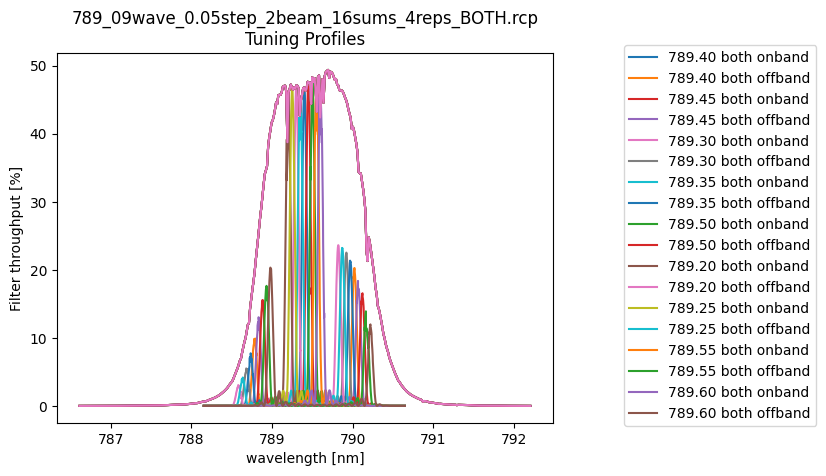 789_09wave_0.05step_2beam_16sums_4reps_BOTH.rcp
Tuning Profiles
Filter throughput [%]
50
40
30
20
10
0
787
788
789
790
791
792
wavelength [nm]
789.40 both onband
789.40 both offband
789.45 both onband
789.45 both offband
789.30 both onband
789.30 both offband
789.35 both onband
789.35 both offband
789.50 both onband
789.50 both offband
789.20 both onband
789.20 both offband
789.25 both onband
789.25 both offband
789.55 both onband
789.55 both offband
789.60 both onband
789.60 both offband